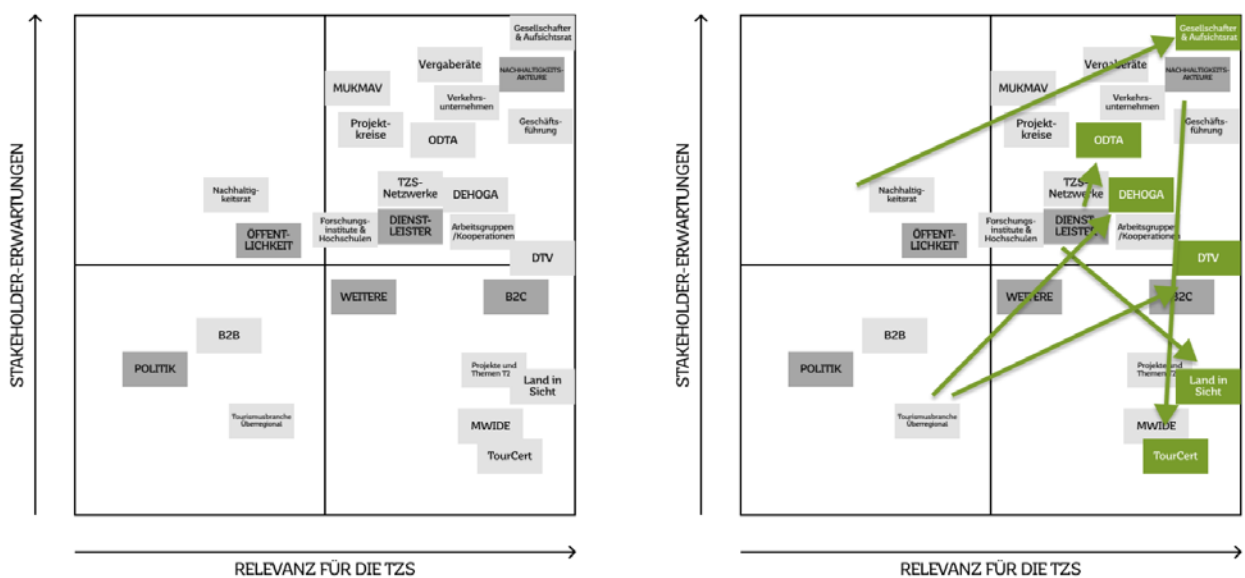 STAKEHOLDER-ERWARTUNGEN
Gesellschafter
& Aufsichtsrat
Vergaberäte
NACHHALTIGKEITS-
AKTEURE
MUKMAV
Verkehrs-
unternehmen
Projekt-
kreise
ODTA
Geschäfts-
führung
Nachhaltig-
keitsrat
TZS-
Netzwerke
DEHOGA
ÖFFENT-
LICHKEIT
Forschungs-
institute &
Hochschulen
DIENST-
LEISTER
Arbeitsgruppen
/Kooperationen
DTV
WEITERE
B2C
B2B
POLITIK
Projekte und
Themen T2
Land in
Sicht
Tourismusbranche
Überregional
MWIDE
TourCert
RELEVANZ FÜR DIE TZS
STAKEHOLDER-ERWARTUNGEN
Gesellschafter
& Aufsichtsrat
Vergaberäte
NACHHALTIGKEITS-
AKTEURE
MUKMAV
Verkehrs-
unternehmen
Projekt-
kreise
ODTA
Geschäfts-
führung
Nachhaltig-
keitsrat
TZS-
Netzwerke
DEHOGA
ÖFFENT-
LICHKEIT
Forschungs-
institute &
Hochschulen
DIENST-
LEISTER
Arbeitsgruppen
/Kooperationen
DTV
WEITERE
B2C
B2B
POLITIK
Projekte und
Themen T2
Land in
Sicht
Tourismusbranche
Überregional
MWIDE
TourCert
RELEVANZ FÜR DIE TZS